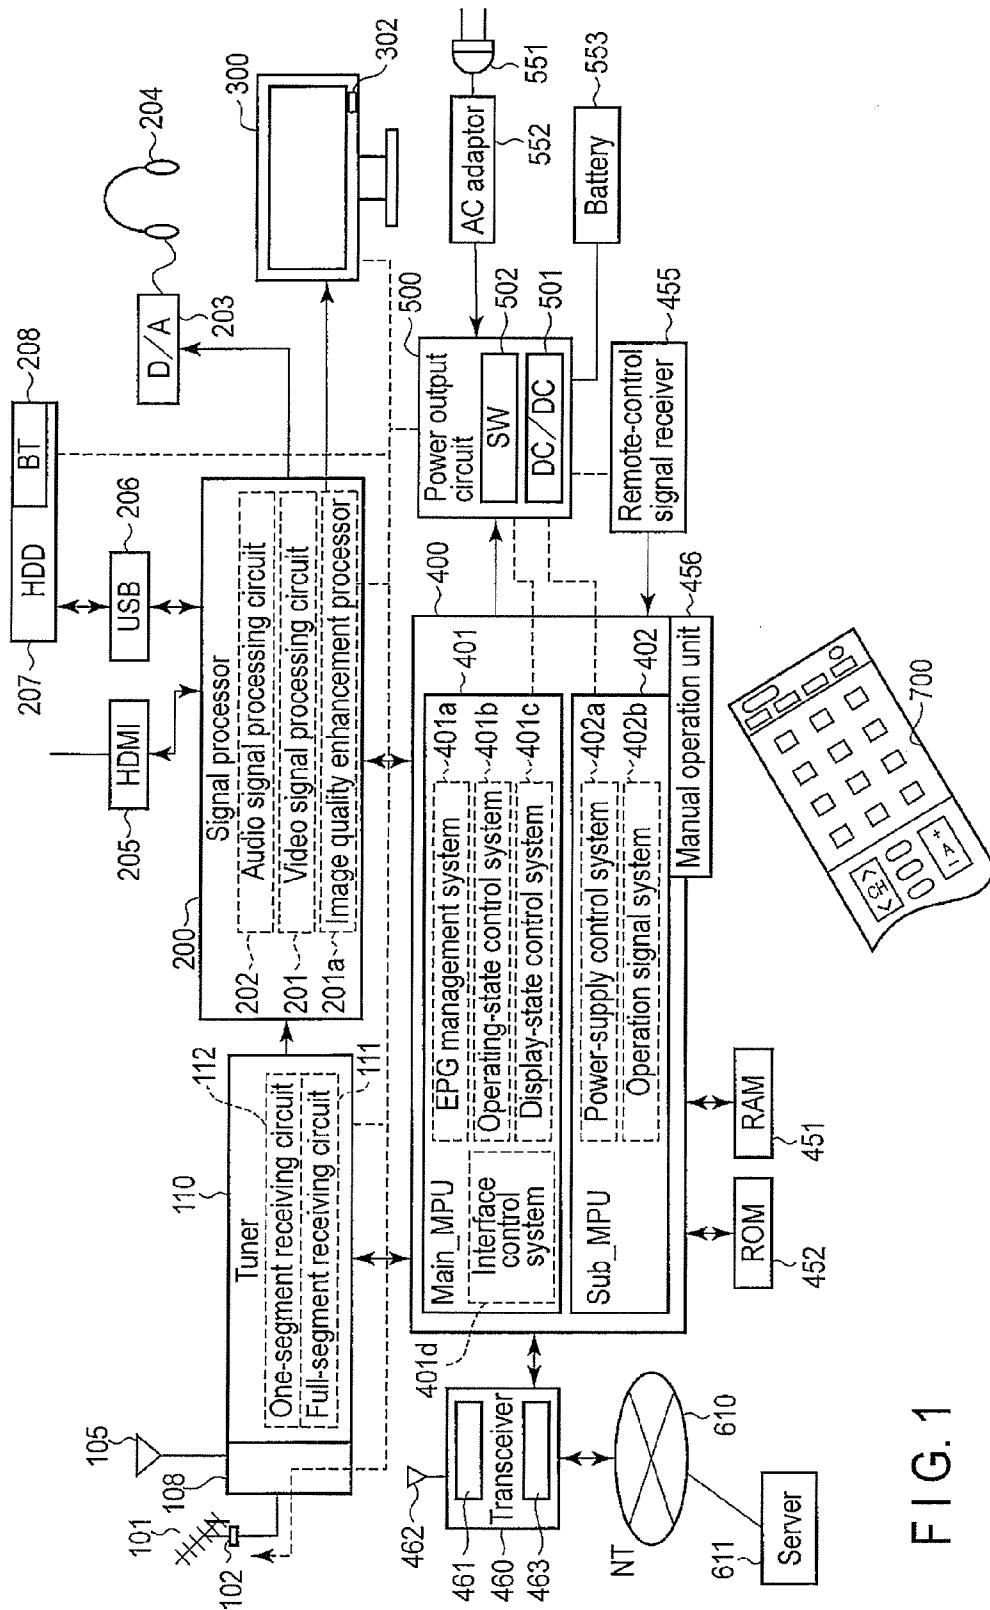 101
102
105
108
110
Tuner
One-segment receiving circuit
Full-segment receiving circuit
112
111
200
Signal processor
Audio signal processing circuit
Video signal processing circuit
Image quality enhancement processor
202
201
201a
205
HDMI
207
HDD
BT
208
USB
206
D/A
203
204
300
302
400
Main_MPU
401
EPG management system
401a
Operating-state control system
401b
Display-state control system
401c
Interface
control
system
401d
Sub_MPU
402
Power-supply control system
402a
Operation signal system
402b
Manual operation unit
456
Power output
circuit
500
SW
502
DC/DC
501
AC adaptor
552
551
Battery
553
Remote-control
signal receiver
455
462
Transceiver
461
460
463
NT
610
611
Server
ROM
452
RAM
451
< CH >
+ A -
700
FIG. 1